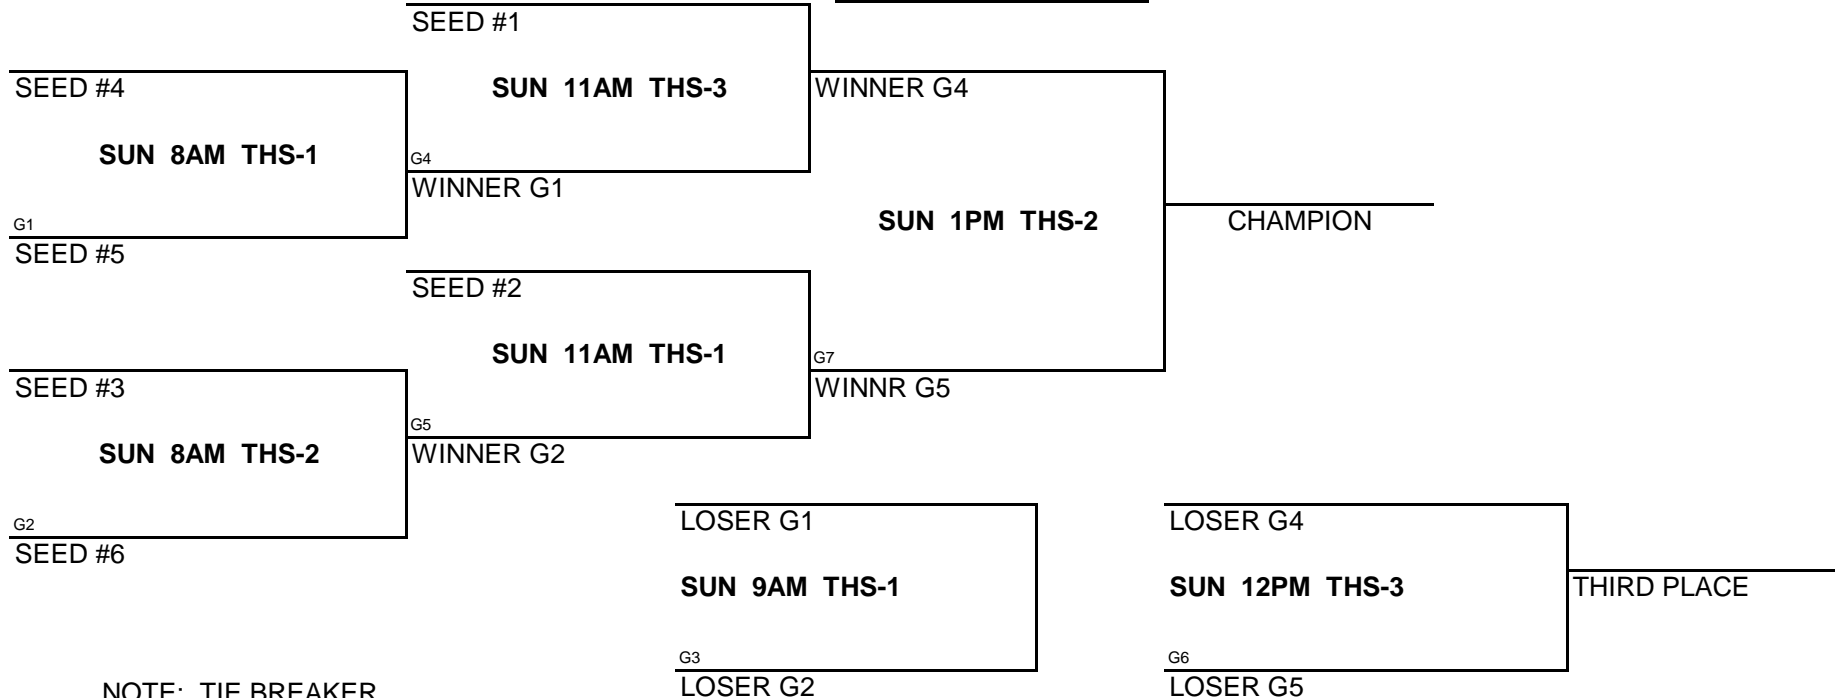 SEED #1
SEED #4
SUN 11AM THS-3
WINNER G4
SUN 8AM THS-1
G4
WINNER G1
G1
SEED #5
SUN 1PM THS-2
CHAMPION
SEED #2
SUN 11AM THS-1
G7
SEED #3
WINNR G5
G5
SUN 8AM THS-2
WINNER G2
G2
SEED #6
LOSER G1
LOSER G4
SUN 9AM THS-1
SUN 12PM THS-3
THIRD PLACE
G3
G6
NOTE: TIE BREAKER
LOSER G2
LOSER G5